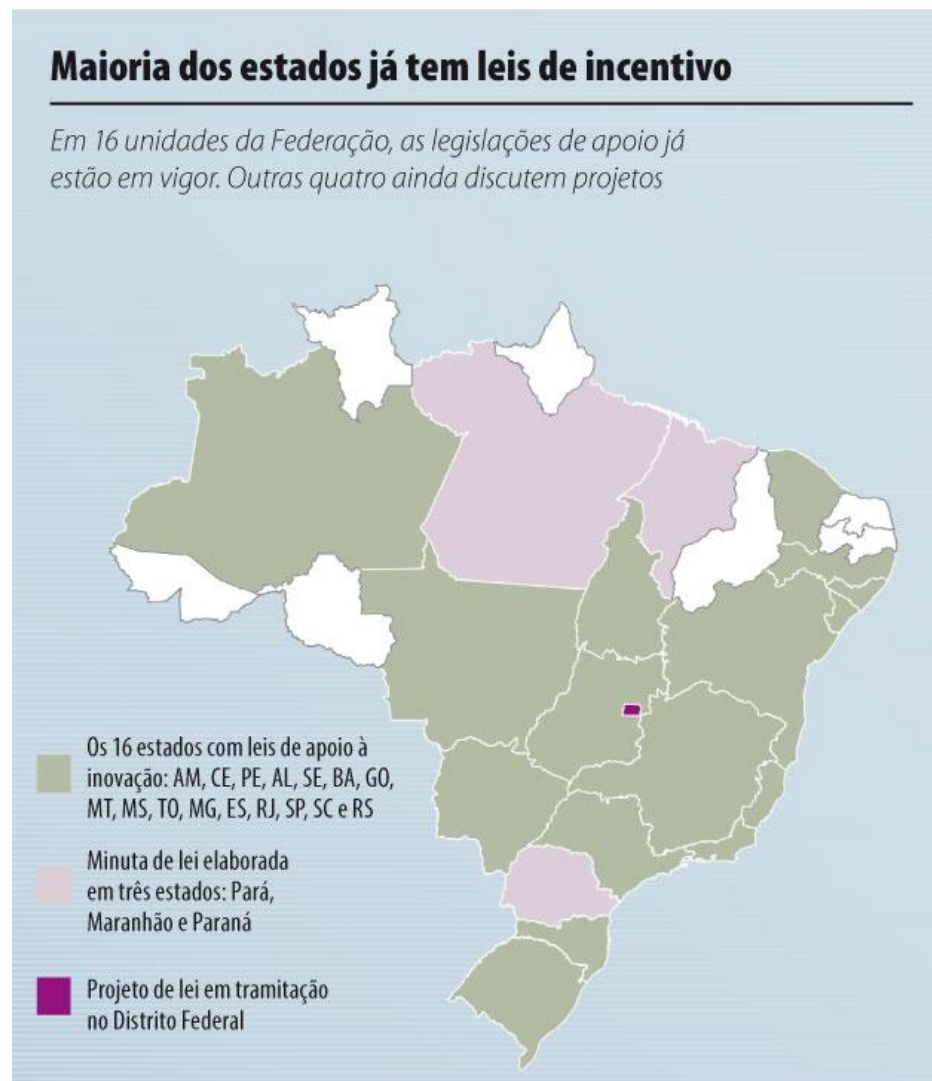 Maioria dos estados já tem leis de incentivo
Em 16 unidades da Federação, as legislações de apoio já
estão em vigor. Outras quatro ainda discutem projetos
Os 16 estados com leis de apoio à
inovação: AM, CE, PE, AL, SE, BA, GO,
MT, MS, TO, MG, ES, RJ, SP, SC e RS
Minuta de lei elaborada
em três estados: Pará,
Maranhão e Paraná
Projeto de lei em tramitação
no Distrito Federal